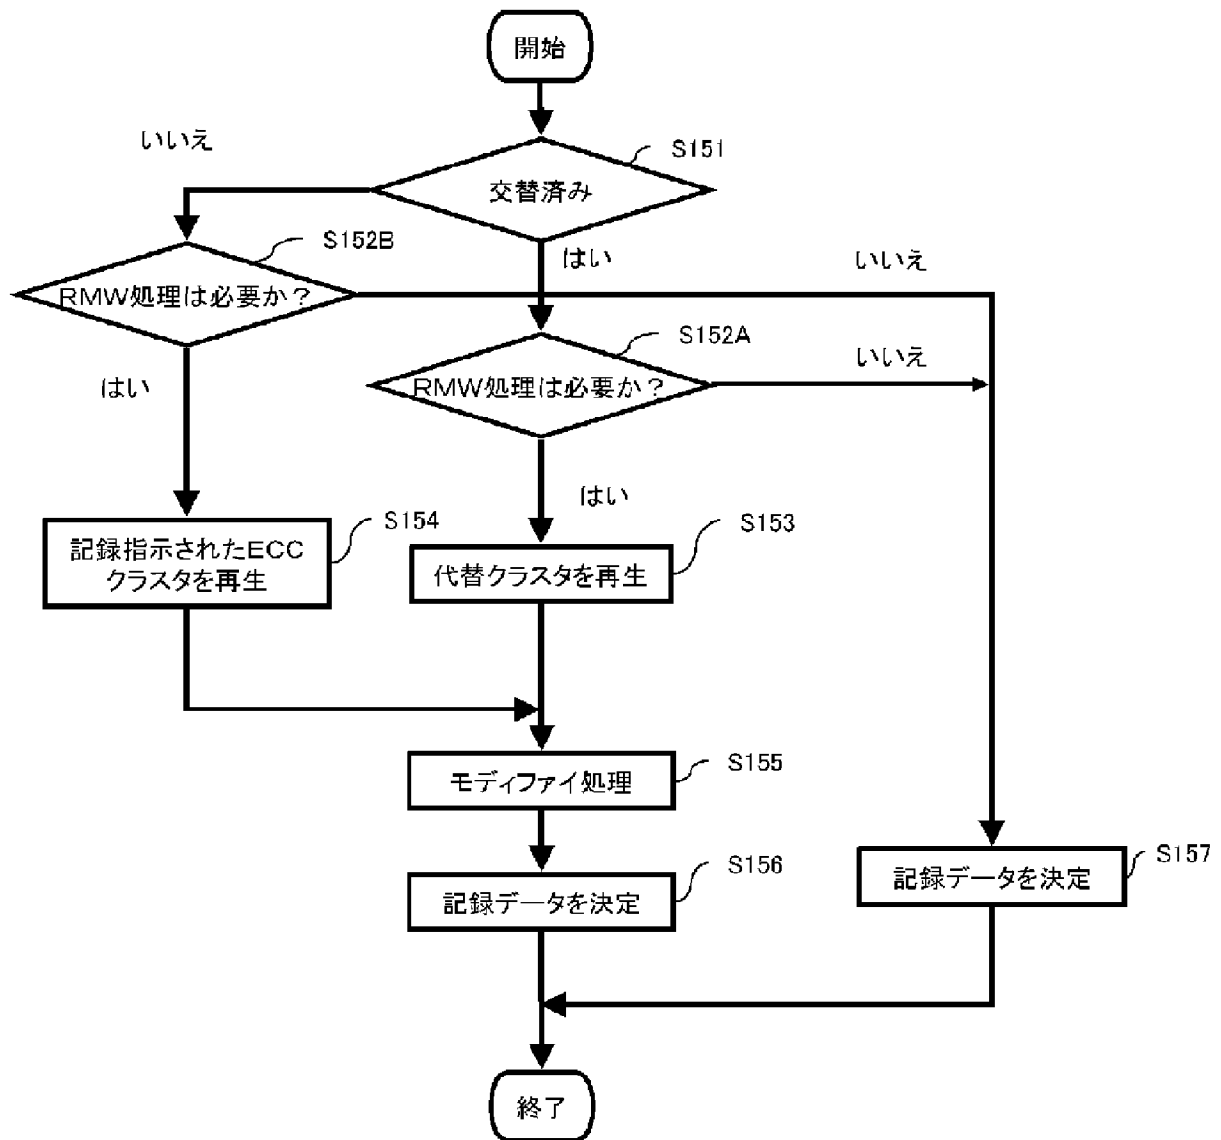 開始
いいえ
S151
交替済み
S152B
はい
いいえ
RMW処理は必要か？
S152A
いいえ
はい
RMW処理は必要か？
はい
S154
S153
記録指示されたECC
クラスタを再生
代替クラスタを再生
S155
モディファイ処理
S156
S157
記録データを決定
記録データを決定
終了